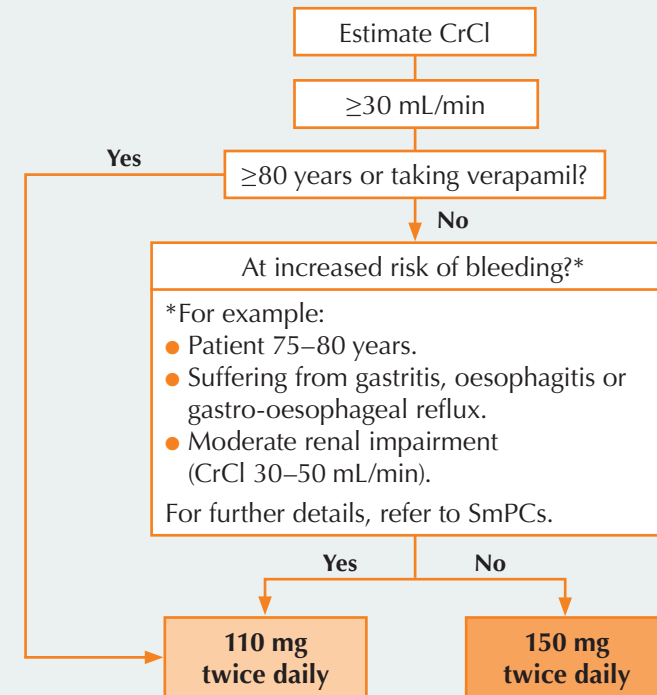 Estimate CrCl
≥30 mL/min
Yes
≥80 years or taking verapamil?
No
At increased risk of bleeding?*
*For example:
● Patient 75–80 years.
● Suffering from gastritis, oesophagitis or
gastro-oesophageal reflux.
● Moderate renal impairment
(CrCl 30–50 mL/min).
For further details, refer to SmPCs.
Yes
No
110 mg
twice daily
150 mg
twice daily